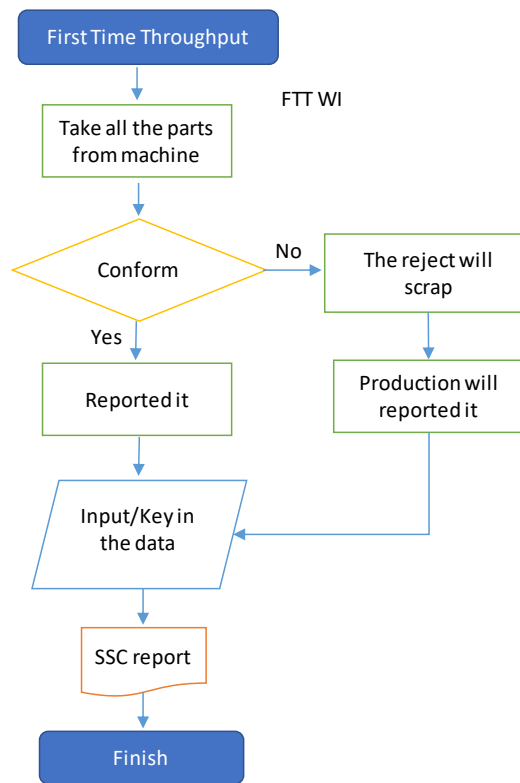 First Time Throughput
FTT WI
Take all the parts
from machine
Conform
No
The reject will
scrap
Yes
Reported it
Production will
reported it
Input/Key in
the data
SSC report
Finish